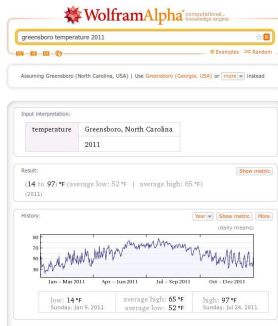 WolframAlpha computational... knowledge engine
greensboro temperature 2011
Examples Random
Assuming Greensboro (North Carolina, USA) | Use Greensboro (Georgia, USA) or more instead
Input interpretation:
temperature Greensboro, North Carolina
2011
Result:
Show metric
(14 to 97) °F (average low: 52 °F | average high: 65 °F)
(2011)
History:
Year Show metric More
(daily means)
90
70
50
30
Jan – Mar 2011 Apr – Jun 2011 Jul – Sep 2011 Oct – Dec 2011
low: 14 °F average high: 65 °F high: 97 °F
Sunday, Jan 9, 2011 average low: 52 °F Sunday, Jul 24, 2011